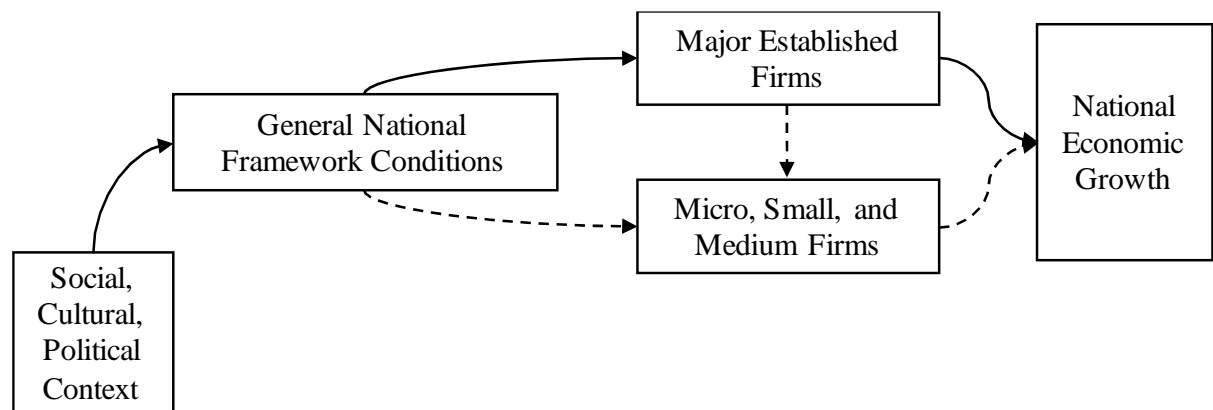 Major Established
Firms
General National
Framework Conditions
National
Economic
Growth
Micro, Small, and
Medium Firms
Social,
Cultural,
Political
Context